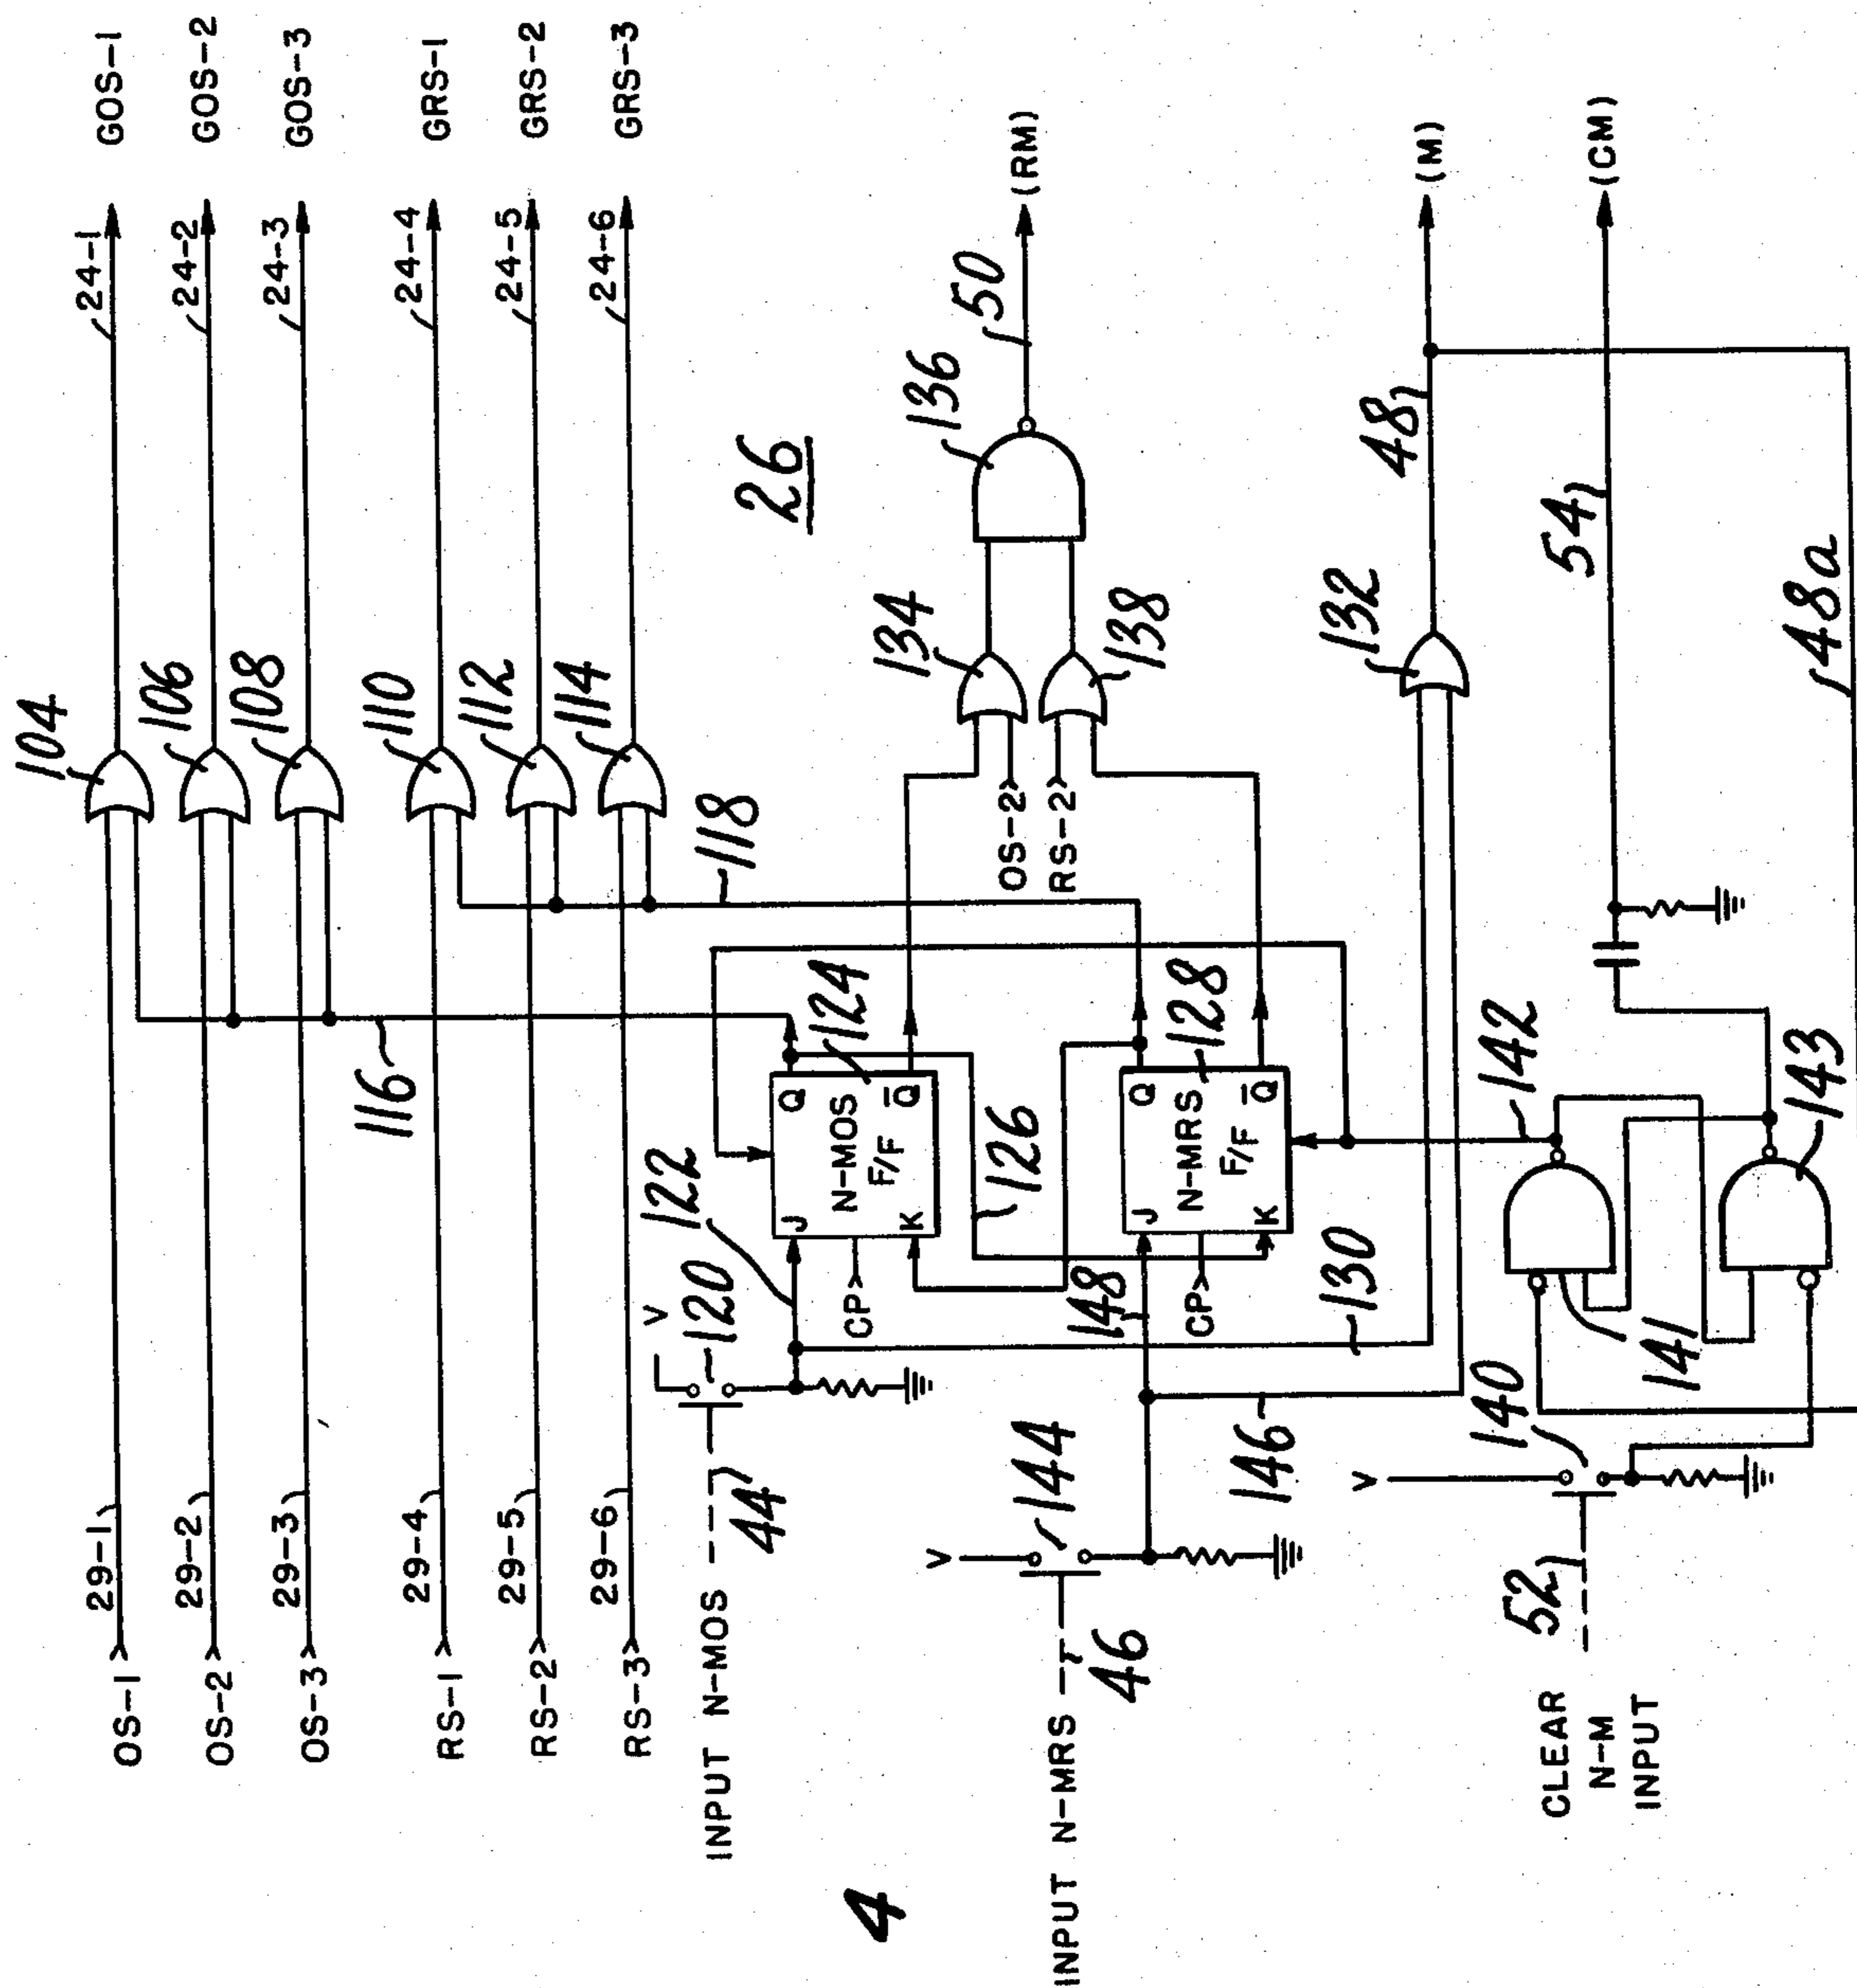 OS-1 29-1 104 24-1 GOS-1
OS-2 29-2 106 24-2 GOS-2
OS-3 29-3 108 24-3 GOS-3
RS-1 29-4 110 24-4 GRS-1
RS-2 29-5 112 24-5 GRS-2
RS-3 29-6 114 24-6 GRS-3
116
118
26
INPUT N-MOS
44
V
120
122
J
Q
N-MOS
F/F
K
Q̅
CP
124
126
134
OS-2
RS-2
138
136
50
(RM)
4
INPUT N-MRS
46
V
144
148
J
Q
N-MRS
F/F
K
Q̅
CP
128
130
146
132
48
(M)
142
CLEAR
N-M
INPUT
52
V
140
141
143
54
(CM)
48a